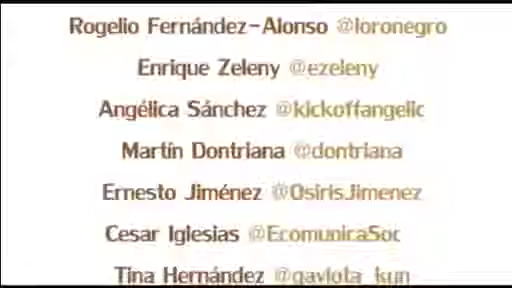 Rogelio Fernández-Alonso @loronegro
Enrique Zeleny @ezeleny
Angélica Sánchez @kickoffangelic
Martín Dontriana @dontriana
Ernesto Jiménez @OsirisJimenez
Cesar Iglesias @EcomunicaSoc
Tina Hernández @gaviota_kun